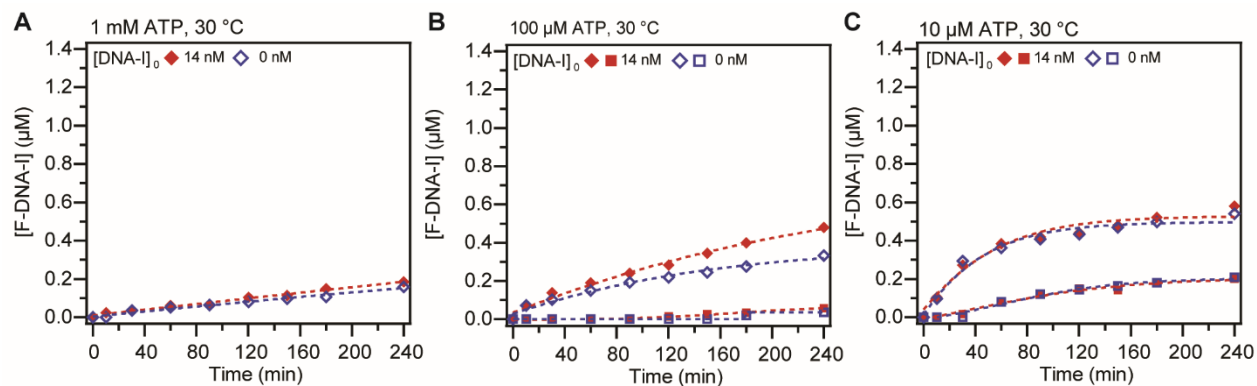 A
1 mM ATP, 30 °C
[DNA-I]₀ 14 nM 0 nM
1.4
1.2
1.0
0.8
0.6
0.4
0.2
0.0
[F-DNA-I] (µM)
0 40 80 120 160 200 240
Time (min)
B
100 µM ATP, 30 °C
[DNA-I]₀ 14 nM 0 nM
1.4
1.2
1.0
0.8
0.6
0.4
0.2
0.0
[F-DNA-I] (µM)
0 40 80 120 160 200 240
Time (min)
C
10 µM ATP, 30 °C
[DNA-I]₀ 14 nM 0 nM
1.4
1.2
1.0
0.8
0.6
0.4
0.2
0.0
[F-DNA-I] (µM)
0 40 80 120 160 200 240
Time (min)